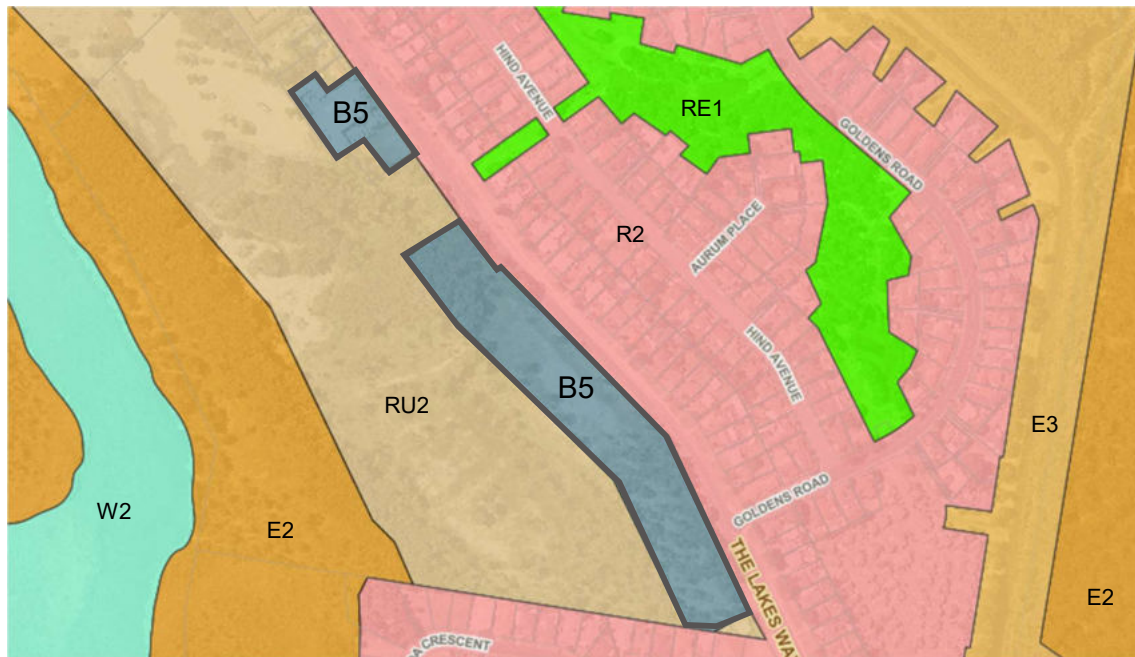 HIND AVENUE
B5
RE1
GOLDENS ROAD
R2
AURUM PLACE
HIND AVENUE
B5
RU2
E3
W2
E2
GOLDENS ROAD
THE LAKES WA
E2
CRESCENT